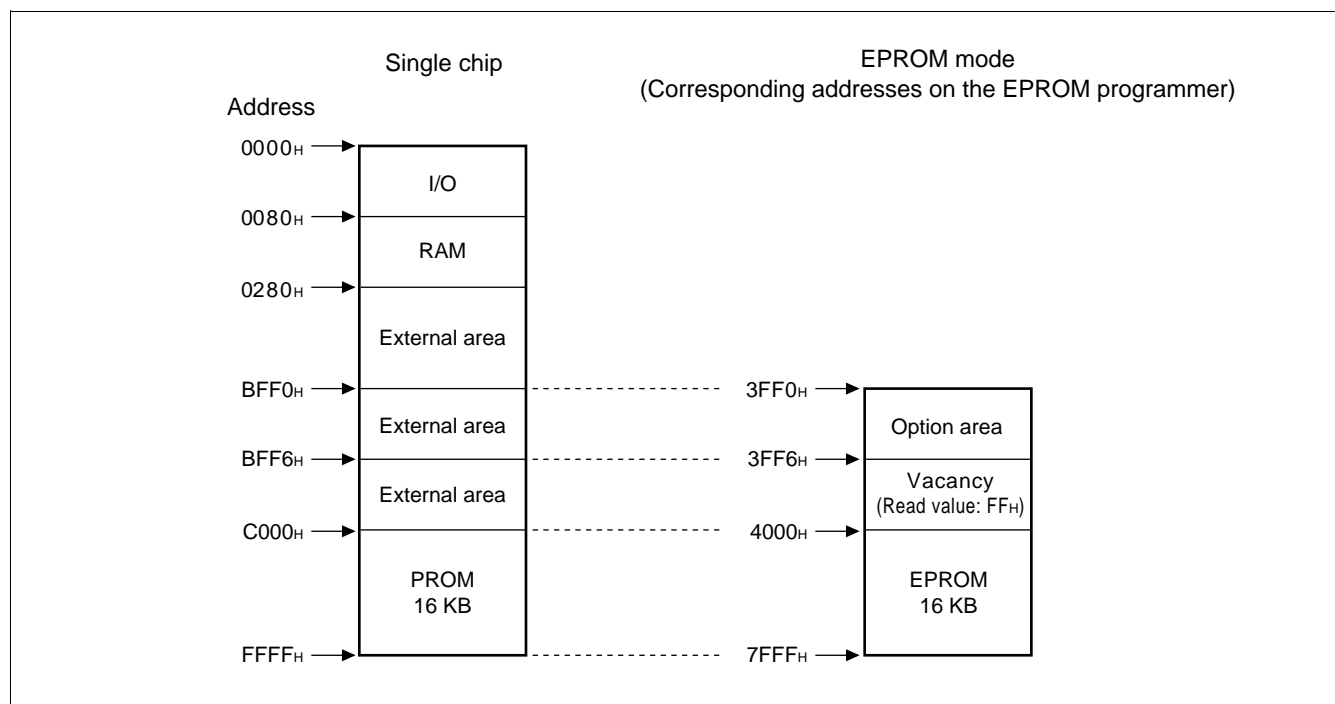 Single chip
EPROM mode
(Corresponding addresses on the EPROM programmer)
Address
0000H
I/O
0080H
RAM
0280H
External area
BFF0H
3FF0H
External area
Option area
BFF6H
3FF6H
External area
Vacancy
(Read value: FFH)
C000H
4000H
PROM
16 KB
EPROM
16 KB
FFFFH
7FFFH